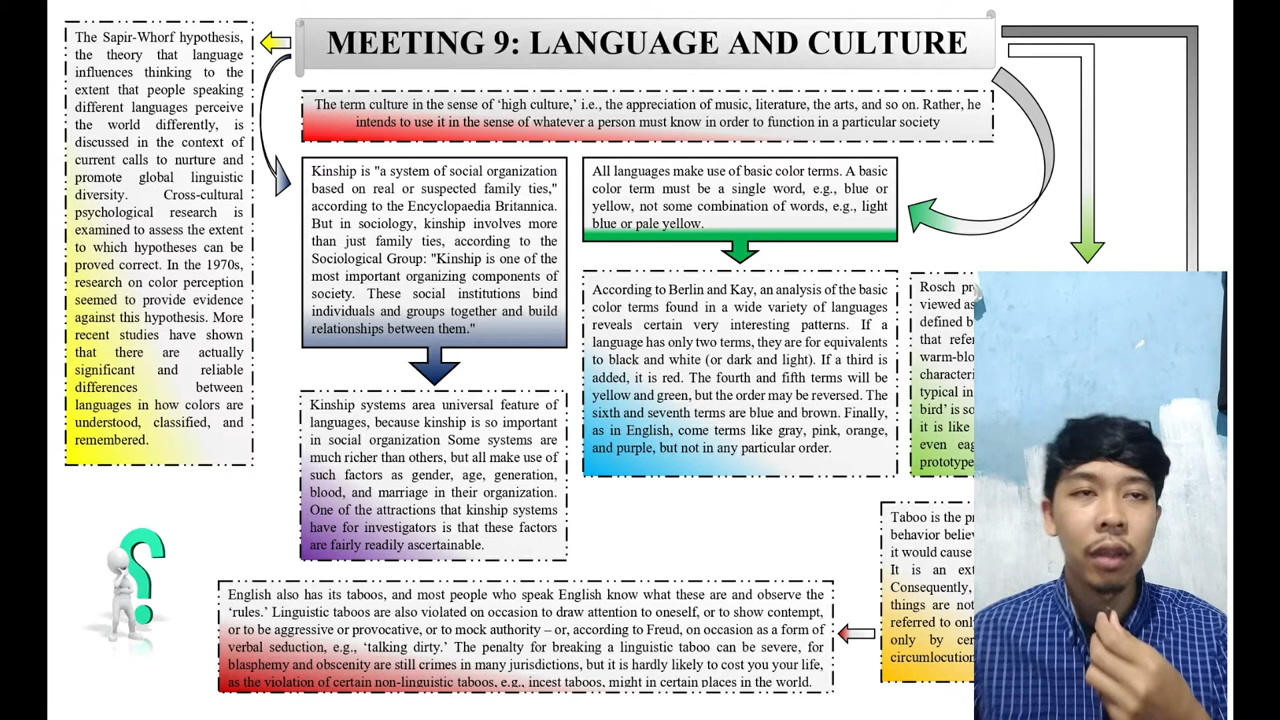 MEETING 9: LANGUAGE AND CULTURE
The Sapir-Whorf hypothesis,
the theory that language
influences thinking to the
extent that people speaking
different languages perceive
the world differently, is
discussed in the context of
current calls to nurture and
promote global linguistic
diversity. Cross-cultural
psychological research is
examined to assess the extent
to which hypotheses can be
proved correct. In the 1970s,
research on color perception
seemed to provide evidence
against this hypothesis. More
recent studies have shown
that there are actually
significant and reliable
differences between
languages in how colors are
understood, classified, and
remembered.
The term culture in the sense of ‘high culture,’ i.e., the appreciation of music, literature, the arts, and so on. Rather, he
intends to use it in the sense of whatever a person must know in order to function in a particular society
Kinship is "a system of social organization
based on real or suspected family ties,"
according to the Encyclopaedia Britannica.
But in sociology, kinship involves more
than just family ties, according to the
Sociological Group: "Kinship is one of the
most important organizing components of
society. These social institutions bind
individuals and groups together and build
relationships between them."
Kinship systems area universal feature of
languages, because kinship is so important
in social organization Some systems are
much richer than others, but all make use of
such factors as gender, age, generation,
blood, and marriage in their organization.
One of the attractions that kinship systems
have for investigators is that these factors
are fairly readily ascertainable.
All languages make use of basic color terms. A basic
color term must be a single word, e.g., blue or
yellow, not some combination of words, e.g., light
blue or pale yellow.
According to Berlin and Kay, an analysis of the basic
color terms found in a wide variety of languages
reveals certain very interesting patterns. If a
language has only two terms, they are for equivalents
to black and white (or dark and light). If a third is
added, it is red. The fourth and fifth terms will be
yellow and green, but the order may be reversed. The
sixth and seventh terms are blue and brown. Finally,
as in English, come terms like gray, pink, orange,
and purple, but not in any particular order.
Rosch
viewed as
defined
that
characteri
typical in
bird’ is so
it is like
even
prototype
Taboo is the
behavior
it would cause
It is an
Consequently,
things are not
referred to
only by
circumlocution
English also has its taboos, and most people who speak English know what these are and observe the
‘rules.’ Linguistic taboos are also violated on occasion to draw attention to oneself, or to show contempt,
or to be aggressive or provocative, or to mock authority – or, according to Freud, on occasion as a form of
verbal seduction, e.g., ‘talking dirty.’ The penalty for breaking a linguistic taboo can be severe, for
blasphemy and obscenity are still crimes in many jurisdictions, but it is hardly likely to cost you your life,
as the violation of certain non-linguistic taboos, e.g., incest taboos, might in certain places in the world.